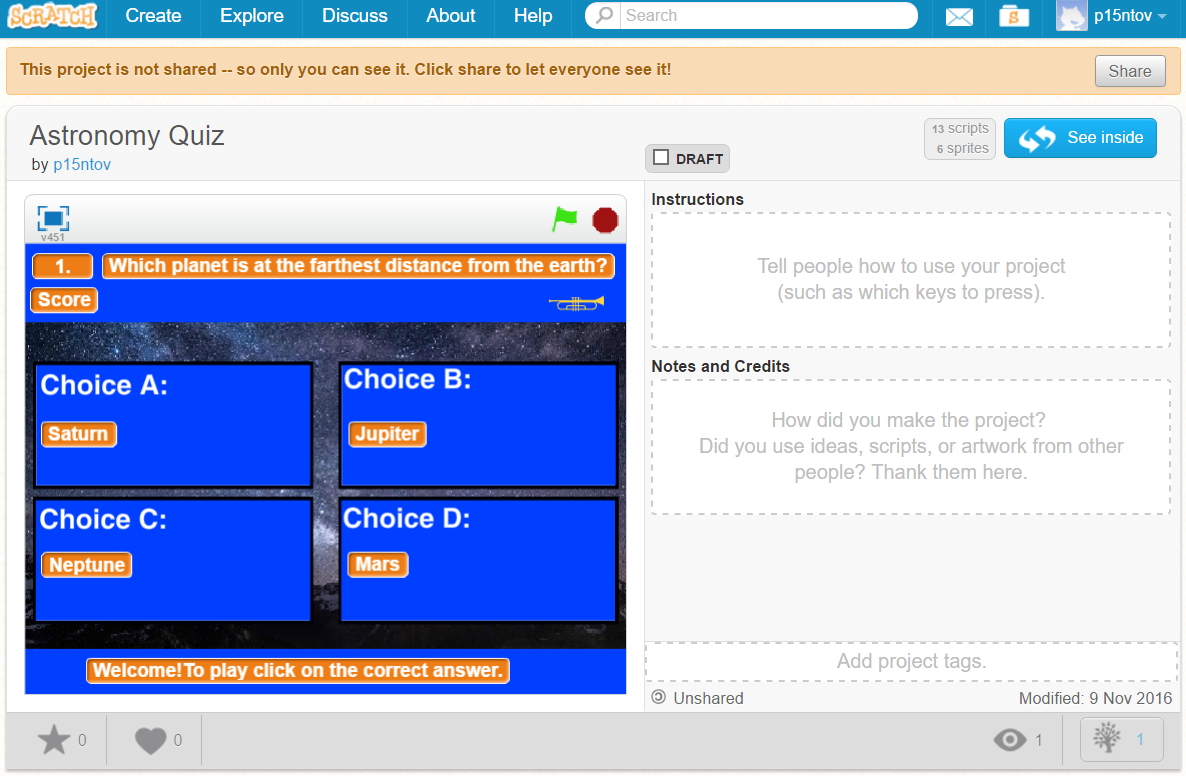 SCRATCH Create Explore Discuss About Help Search p15ntov
This project is not shared -- so only you can see it. Click share to let everyone see it! Share
Astronomy Quiz
by p15ntov
DRAFT
13 scripts
6 sprites
See inside
v451
1. Which planet is at the farthest distance from the earth?
Score
Choice A:
Saturn
Choice B:
Jupiter
Choice C:
Neptune
Choice D:
Mars
Welcome!To play click on the correct answer.
Instructions
Tell people how to use your project
(such as which keys to press).
Notes and Credits
How did you make the project?
Did you use ideas, scripts, or artwork from other
people? Thank them here.
Add project tags.
Unshared Modified: 9 Nov 2016
0 0 1 1